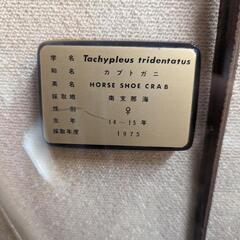 学名 Tachypleus tridentatus
和名 カブトガニ
英名 HORSE SHOE CRAB
採取地 南支那海
性別 ♀
生年 14～15年
採取年度 1975